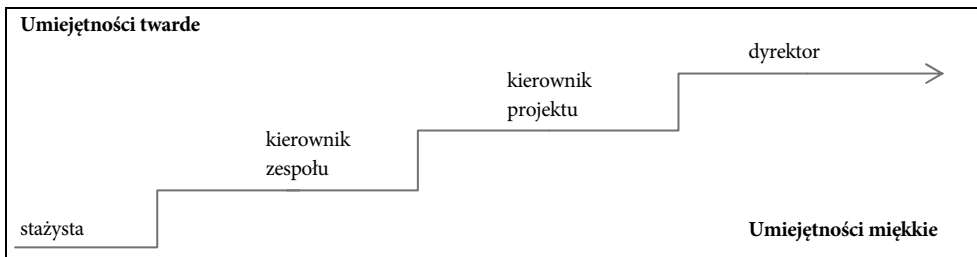 Umiejętności twarde
dyrektor
kierownik
projektu
kierownik
zespołu
stażysta
Umiejętności miękkie